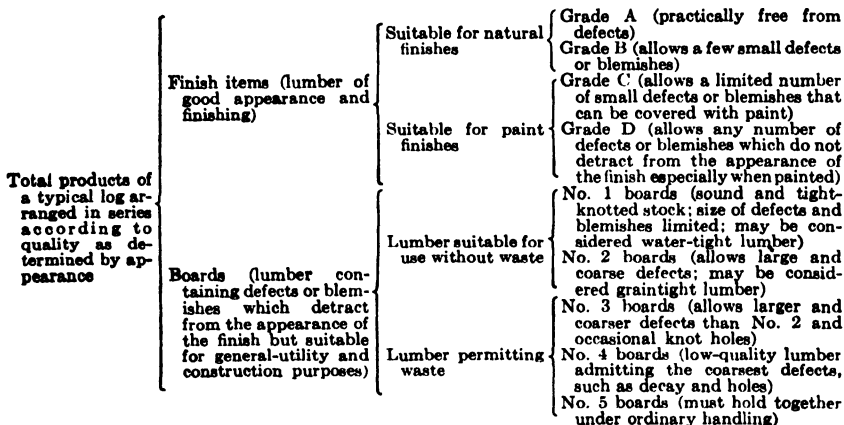 Total products of
a typical log ar-
ranged in series
according to
quality as de-
termined by ap-
pearance
Finish items (lumber of
good appearance and
finishing)
Suitable for natural
finishes
Grade A (practically free from
defects)
Grade B (allows a few small defects
or blemishes)
Suitable for paint
finishes
Grade C (allows a limited number
of small defects or blemishes that
can be covered with paint)
Grade D (allows any number of
defects or blemishes which do not
detract from the appearance of
the finish especially when painted)
Boards (lumber con-
taining defects or blem-
ishes which detract
from the appearance of
the finish but suitable
for general-utility and
construction purposes)
Lumber suitable for
use without waste
No. 1 boards (sound and tight-
knotted stock; size of defects and
blemishes limited; may be con-
sidered water-tight lumber)
No. 2 boards (allows large and
coarse defects; may be consid-
ered graintight lumber)
Lumber permitting
waste
No. 3 boards (allows larger and
coarser defects than No. 2 and
occasional knot holes)
No. 4 boards (low-quality lumber
admitting the coarsest defects,
such as decay and holes)
No. 5 boards (must hold together
under ordinary handling)